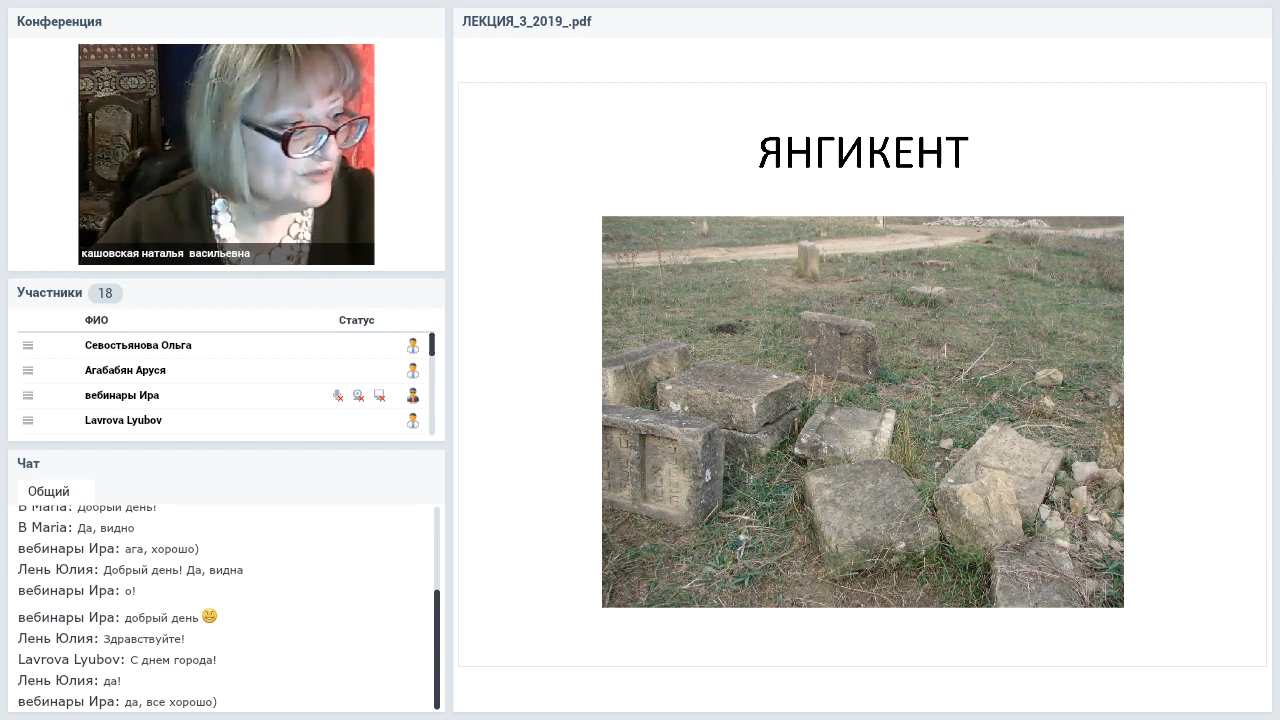 Конференция
кашовская наталья васильевна
Участники 18
ФИО Статус
Севостьянова Ольга
Агабабян Аруся
вебинары Ира
Lavrova Lyubov
Чат
Общий
B Maria: Добрый день!
B Maria: Да, видно
вебинары Ира: ага, хорошо)
Лень Юлия: Добрый день! Да, видна
вебинары Ира: о!
вебинары Ира: добрый день
Лень Юлия: Здравствуйте!
Lavrova Lyubov: С днем города!
Лень Юлия: да!
вебинары Ира: да, все хорошо)
ЛЕКЦИЯ_3_2019_.pdf
ЯНГИКЕНТ